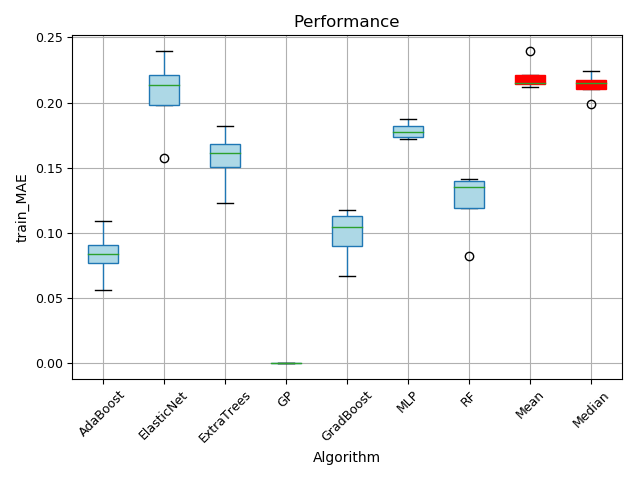 Performance
train_MAE
0.25
0.20
0.15
0.10
0.05
0.00
AdaBoost
ElasticNet
ExtraTrees
GP
GradBoost
MLP
RF
Mean
Median
Algorithm